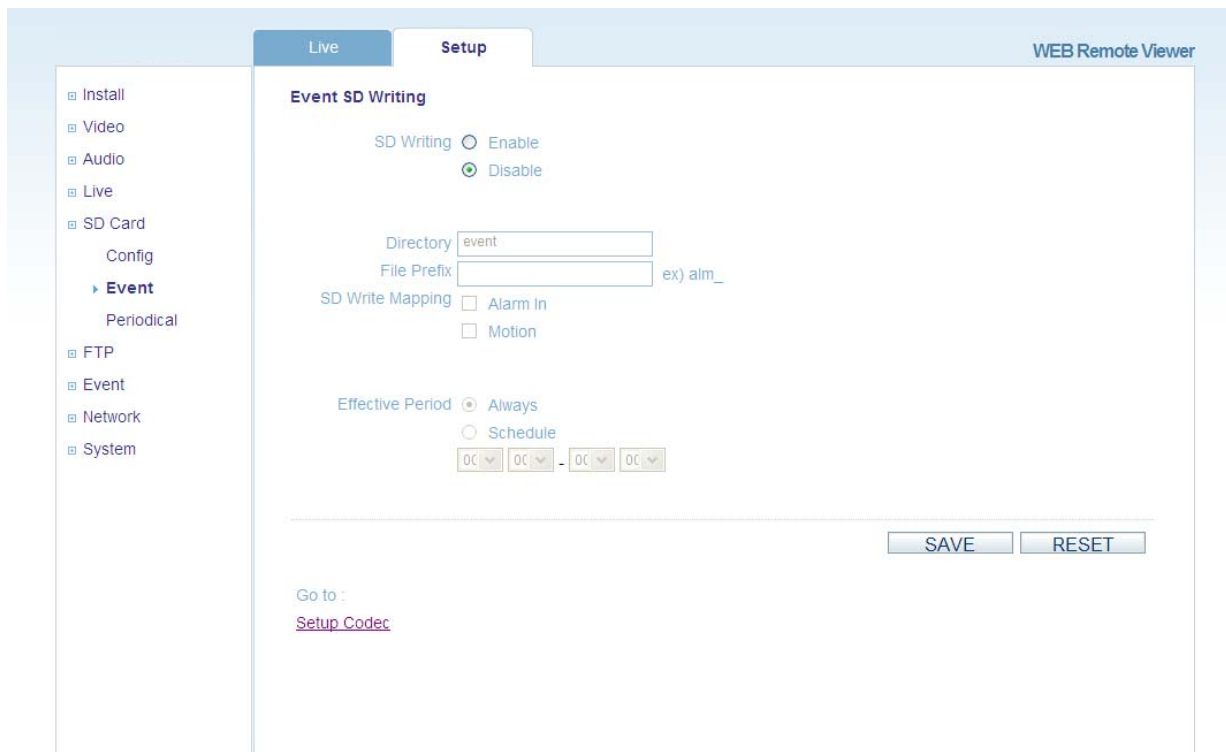 Live
Setup
WEB Remote Viewer
Install
Video
Audio
Live
SD Card
Config
Event
Periodical
FTP
Event
Network
System
Event SD Writing
SD Writing Enable
Disable
Directory event
File Prefix ex) alm_
SD Write Mapping Alarm In
Motion
Effective Period Always
Schedule
00 00 - 00 00
SAVE RESET
Go to :
Setup Codec